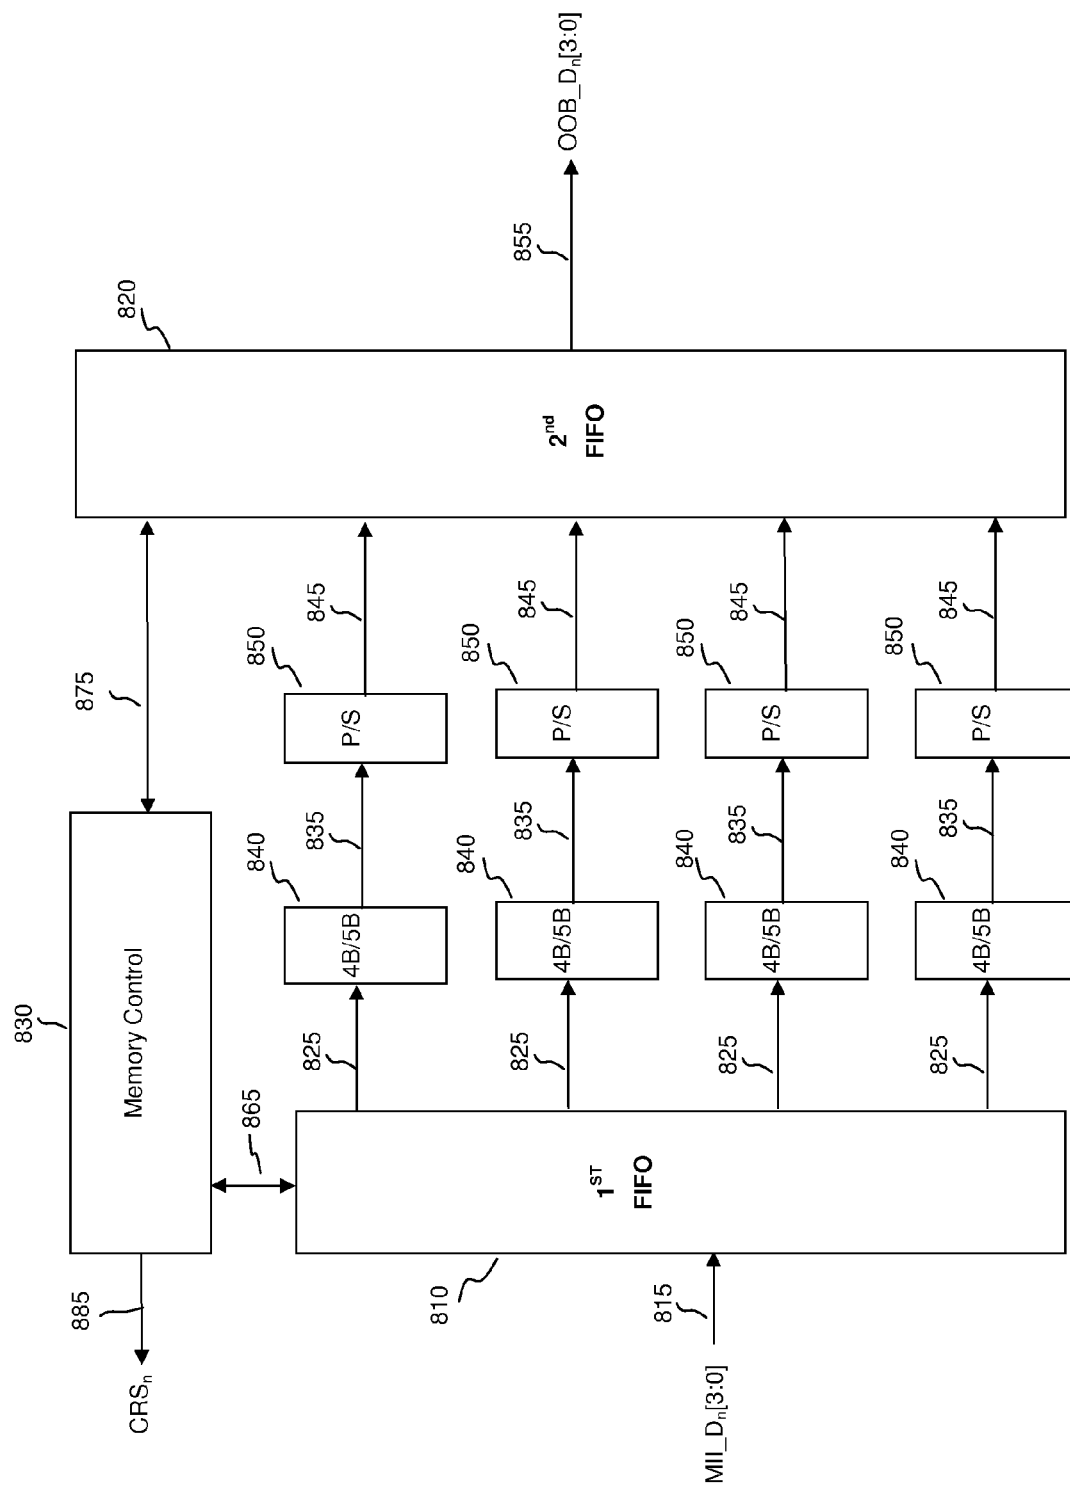 CRSₙ
885
830
Memory Control
875
820
865
810
1ST
FIFO
825
840
4B/5B
835
850
P/S
845
825
840
4B/5B
835
850
P/S
845
825
840
4B/5B
835
850
P/S
845
825
840
4B/5B
835
850
P/S
845
2nd
FIFO
855
OOB_Dₙ[3:0]
MII_Dₙ[3:0]
815